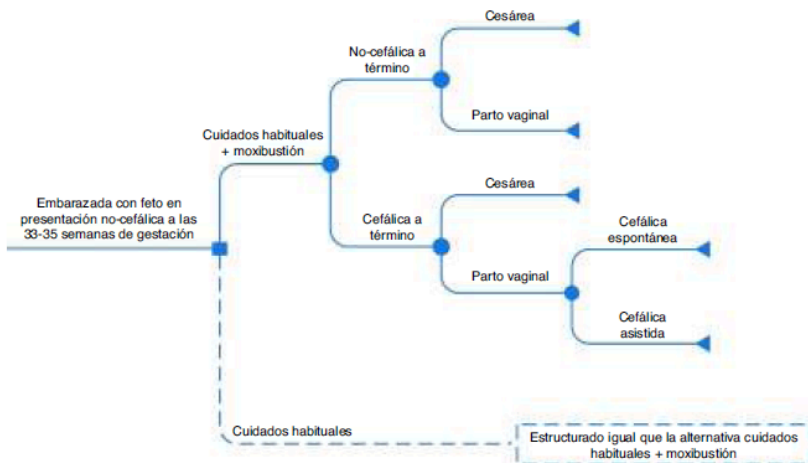 Cesárea
No-cefálica a
término
Parto vaginal
Cuidados habituales
+ moxibustión
Cesárea
Embarazada con feto en
presentación no-cefálica a las
33-35 semanas de gestación
Cefálica a
término
Cefálica
espontánea
Parto vaginal
Cefálica
asistida
Cuidados habituales
Estructurado igual que la alternativa cuidados
habituales + moxibustión